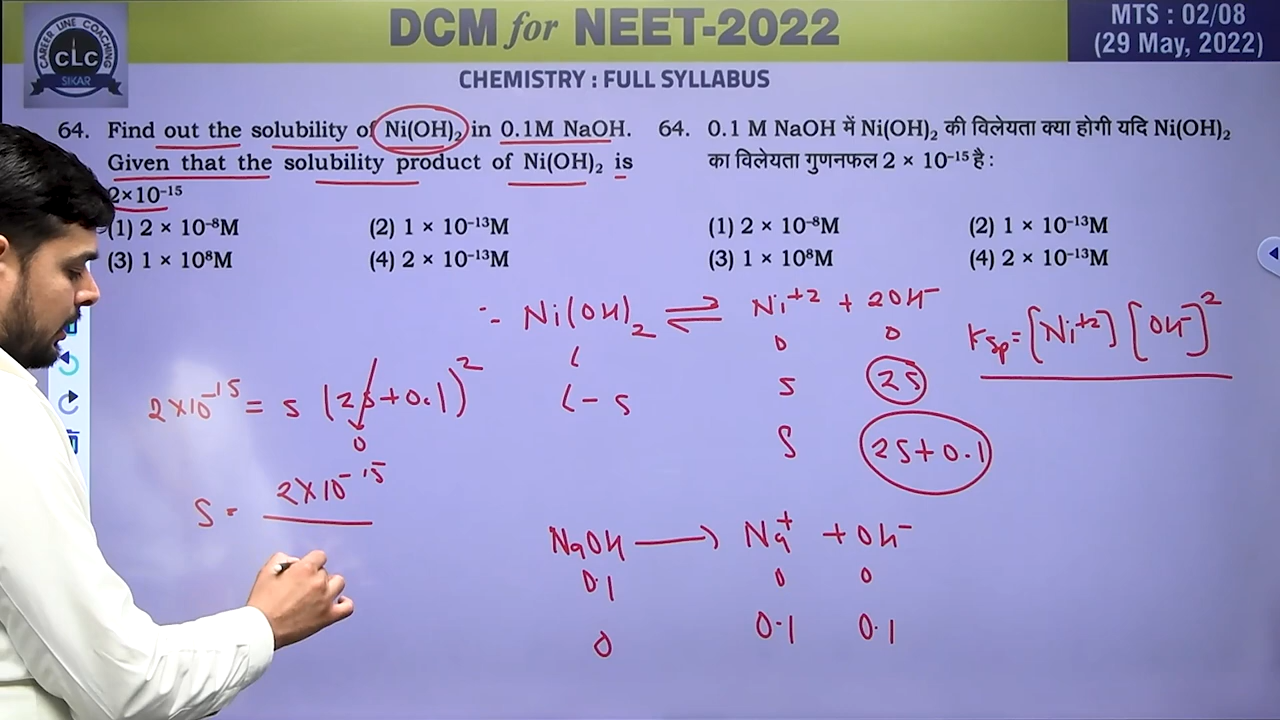 CAREER LINE COACHING
CLC
SIKAR
DCM for NEET-2022
MTS : 02/08
(29 May, 2022)
CHEMISTRY : FULL SYLLABUS
64. Find out the solubility of Ni(OH)₂ in 0.1M NaOH.
Given that the solubility product of Ni(OH)₂ is
2×10⁻¹⁵
(1) 2 × 10⁻⁸M (2) 1 × 10⁻¹³M
(3) 1 × 10⁸M (4) 2 × 10⁻¹³M
64. 0.1 M NaOH में Ni(OH)₂ की विलेयता क्या होगी यदि Ni(OH)₂
का विलेयता गुणनफल 2 × 10⁻¹⁵ है :
(1) 2 × 10⁻⁸M (2) 1 × 10⁻¹³M
(3) 1 × 10⁸M (4) 2 × 10⁻¹³M
Ni(OH)₂ ⇌ Ni⁺² + 2OH⁻
0 0
1 - s s 2s
s 2s+0.1
Ksp = [Ni⁺²] [OH⁻]²
2×10⁻¹⁵ = s (2s+0.1)²
0
s = 2×10⁻¹⁵
NaOH ⟶ Na⁺ + OH⁻
0.1 0 0
0 0.1 0.1